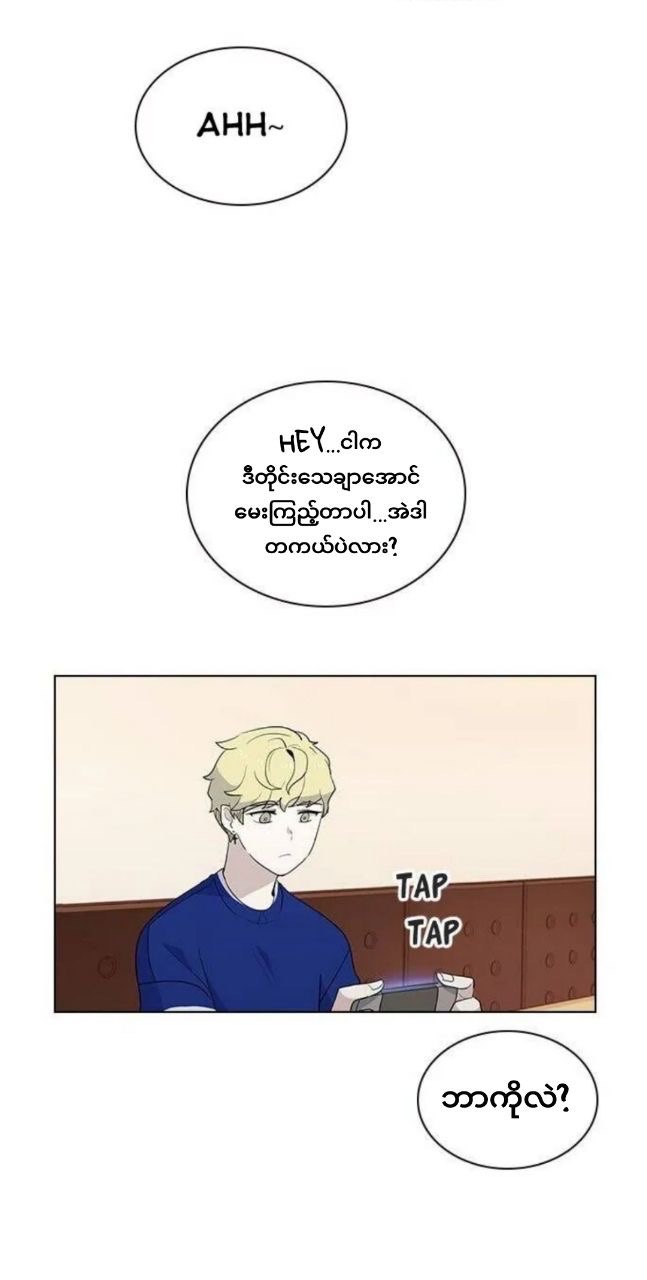 AHH~
HEY...ငါက
ဒီတိုင်းသေချာအောင်
မေးကြည့်တာပါ...အဲဒါ
တကယ်ပဲလား?
TAP
TAP
ဘာကိုလဲ?